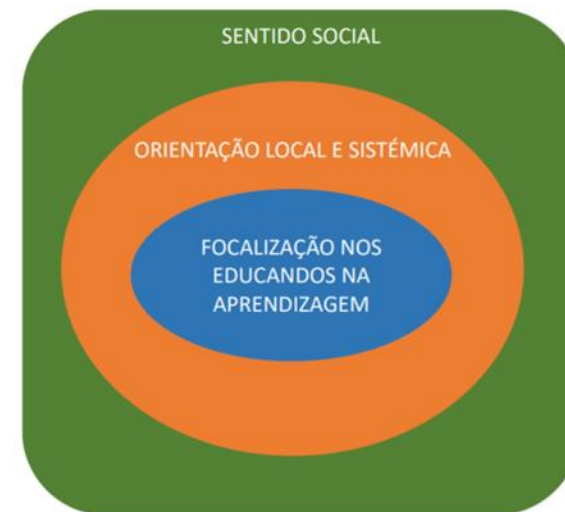 SENTIDO SOCIAL
ORIENTAÇÃO LOCAL E SISTÉMICA
FOCALIZAÇÃO NOS
EDUCANDOS NA
APRENDIZAGEM